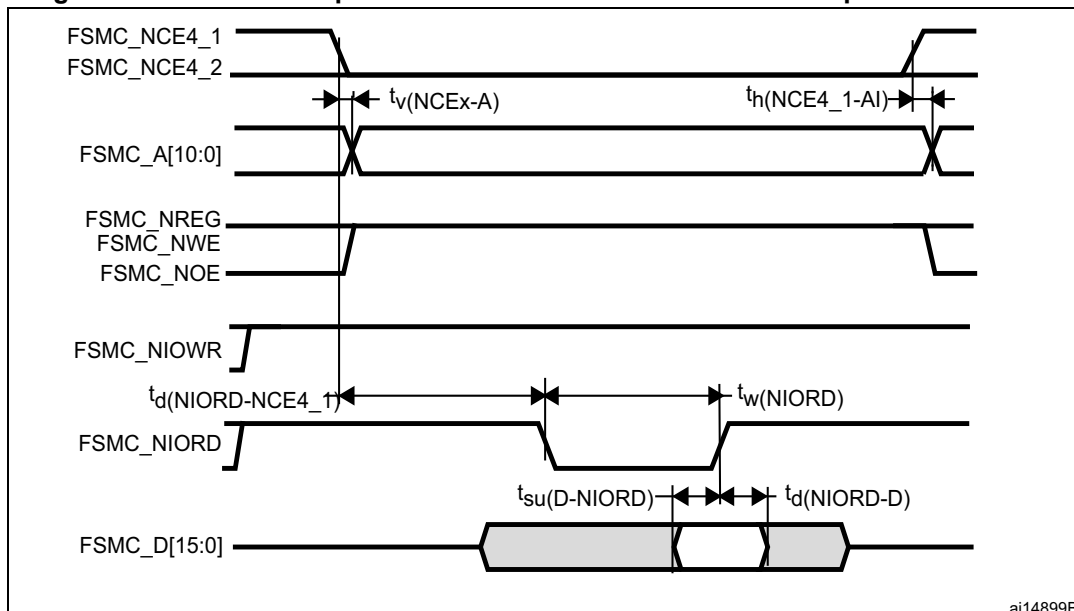 FSMC_NCE4_1
FSMC_NCE4_2
tv(NCEx-A)
th(NCE4_1-AI)
FSMC_A[10:0]
FSMC_NREG
FSMC_NWE
FSMC_NOE
FSMC_NIOWR
td(NIORD-NCE4_1)
tw(NIORD)
FSMC_NIORD
tsu(D-NIORD)
td(NIORD-D)
FSMC_D[15:0]